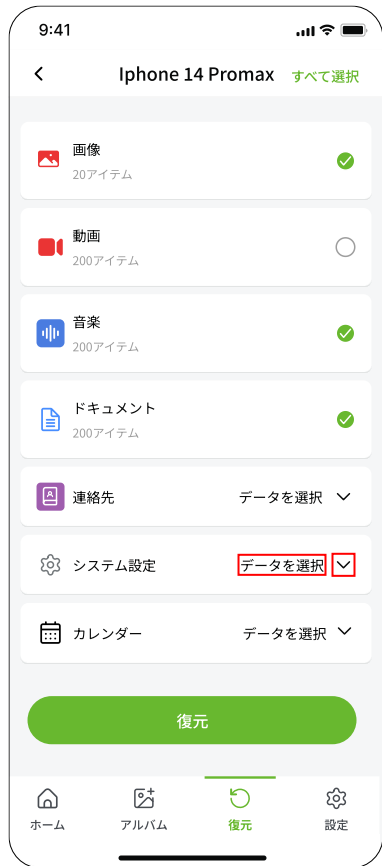 9:41
Iphone 14 Promax すべて選択
画像
20アイテム
動画
200アイテム
音楽
200アイテム
ドキュメント
200アイテム
連絡先 データを選択
システム設定 データを選択
カレンダー データを選択
復元
ホーム アルバム 復元 設定